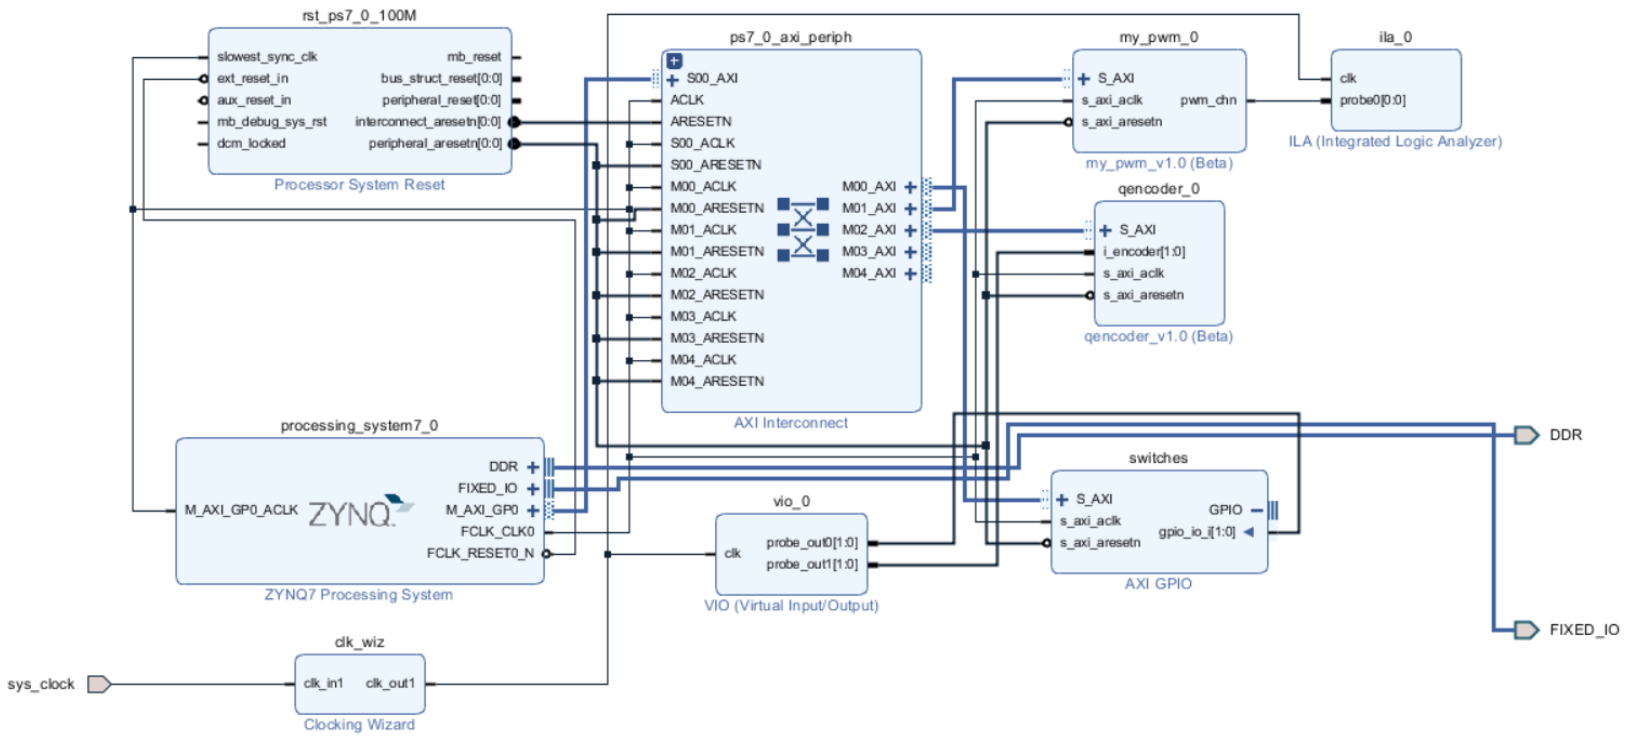 rst_ps7_0_100M
slowest_sync_clk
ext_reset_in
aux_reset_in
mb_debug_sys_rst
dcm_locked
mb_reset
bus_struct_reset[0:0]
peripheral_reset[0:0]
interconnect_aresetn[0:0]
peripheral_aresetn[0:0]
Processor System Reset
ps7_0_axi_periph
S00_AXI
ACLK
ARESETN
S00_ACLK
S00_ARESETN
M00_ACLK
M00_ARESETN
M01_ACLK
M01_ARESETN
M02_ACLK
M02_ARESETN
M03_ACLK
M03_ARESETN
M04_ACLK
M04_ARESETN
M00_AXI
M01_AXI
M02_AXI
M03_AXI
M04_AXI
AXI Interconnect
my_pwm_0
S_AXI
s_axi_aclk
s_axi_aresetn
pwm_chn
my_pwm_v1.0 (Beta)
ila_0
clk
probe0[0:0]
ILA (Integrated Logic Analyzer)
qencoder_0
S_AXI
i_encoder[1:0]
s_axi_aclk
s_axi_aresetn
qencoder_v1.0 (Beta)
processing_system7_0
M_AXI_GP0_ACLK
ZYNQ
DDR
FIXED_IO
M_AXI_GP0
FCLK_CLK0
FCLK_RESET0_N
ZYNQ7 Processing System
vio_0
clk
probe_out0[1:0]
probe_out1[1:0]
VIO (Virtual Input/Output)
switches
S_AXI
s_axi_aclk
s_axi_aresetn
GPIO
gpio_io_i[1:0]
AXI GPIO
DDR
FIXED_IO
sys_clock
clk_wiz
clk_in1
clk_out1
Clocking Wizard